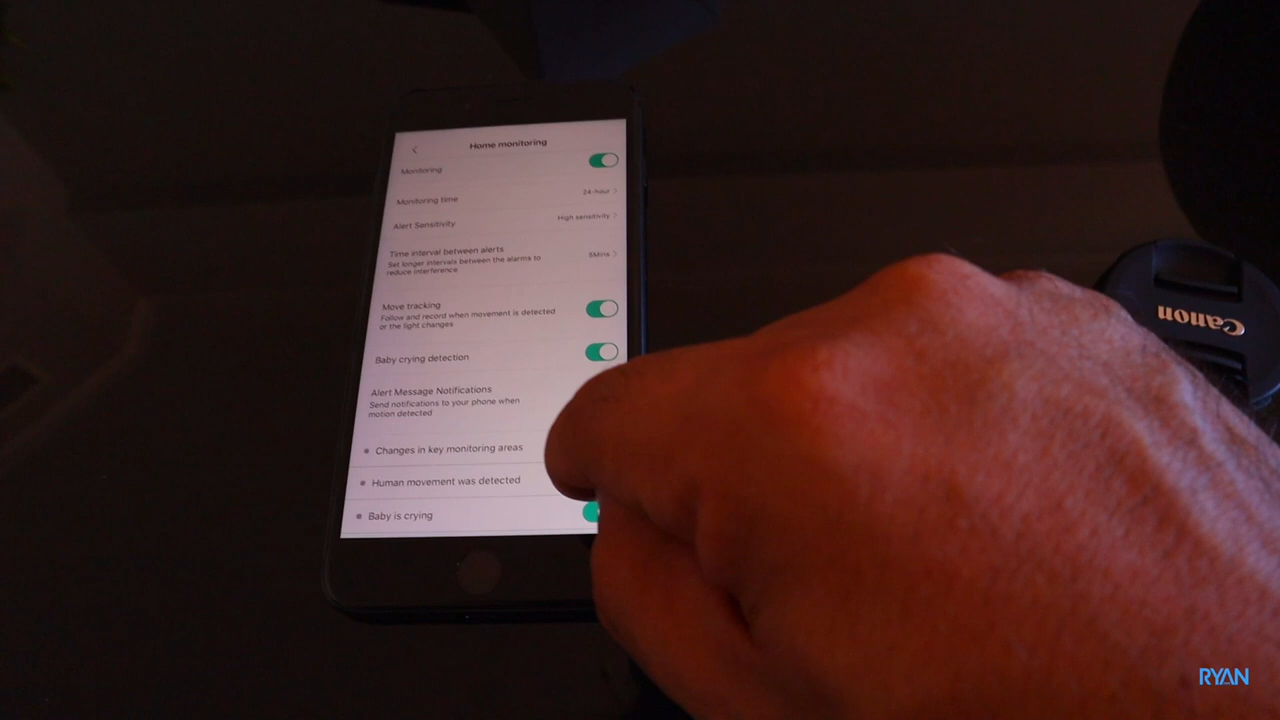 Home monitoring
Monitoring
Monitoring time
24-hour
Alert Sensitivity
High sensitivity
Time interval between alerts
Set longer intervals between the alarms to
reduce interference
5Mins
Move tracking
Follow and record when movement is detected
or the light changes
Baby crying detection
Alert Message Notifications
Send notifications to your phone when
motion detected
Changes in key monitoring areas
Human movement was detected
Baby is crying
Canon
RYAN